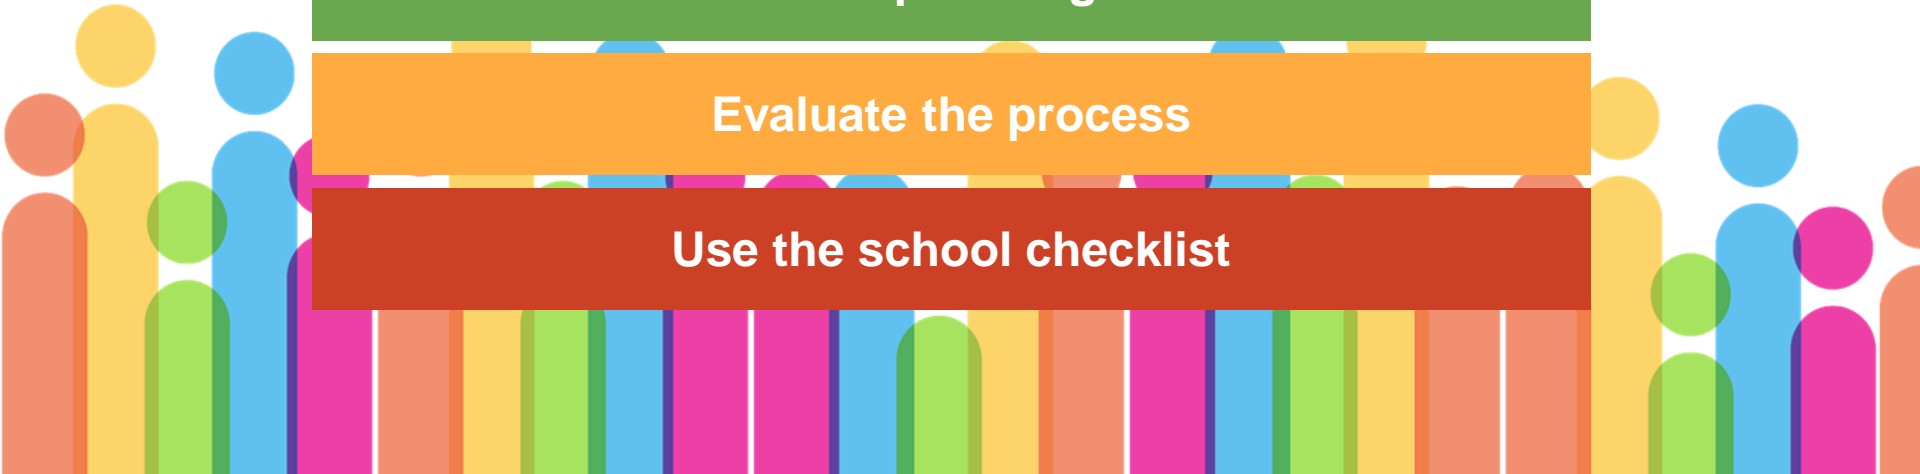 Evaluate the process
Use the school checklist